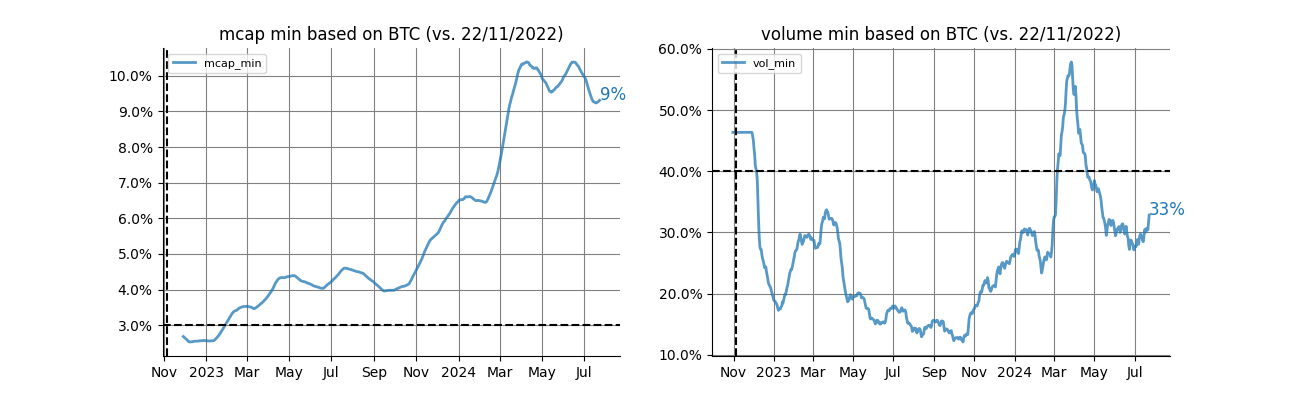 mcap min based on BTC (vs. 22/11/2022)
mcap_min
10.0%
9.0%
8.0%
7.0%
6.0%
5.0%
4.0%
3.0%
9%
Nov 2023 Mar May Jul Sep Nov 2024 Mar May Jul
volume min based on BTC (vs. 22/11/2022)
vol_min
60.0%
50.0%
40.0%
30.0%
20.0%
10.0%
33%
Nov 2023 Mar May Jul Sep Nov 2024 Mar May Jul